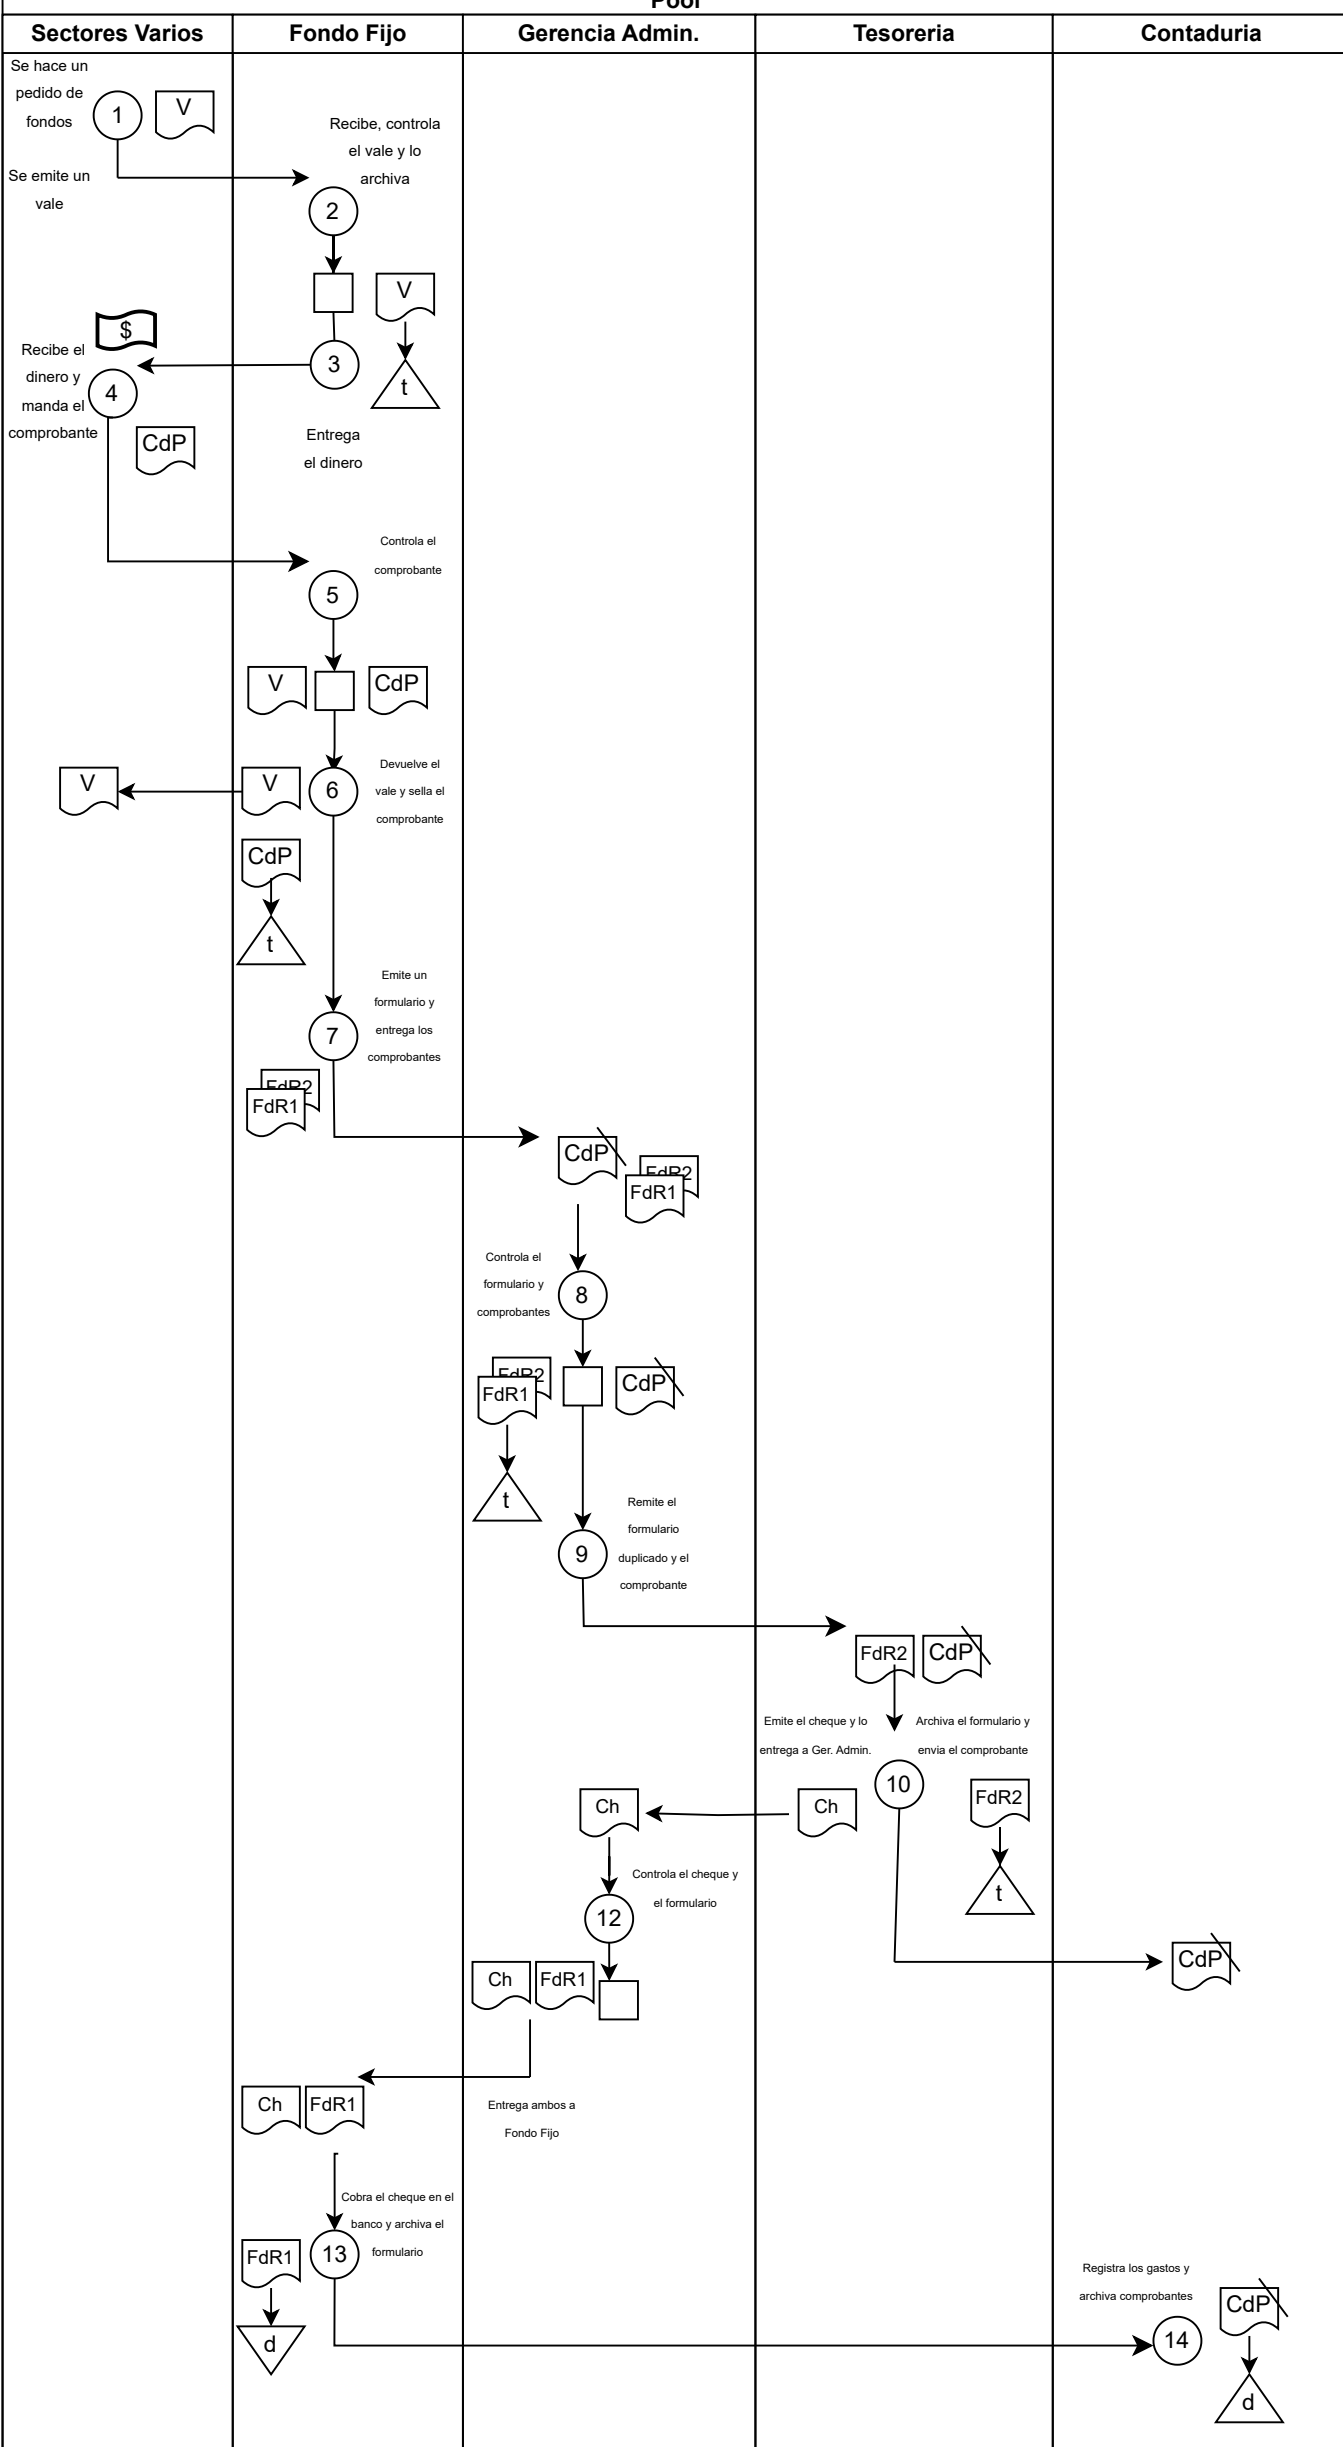 Pool
Sectores Varios
Fondo Fijo
Gerencia Admin.
Tesoreria
Contaduria
Se hace un
pedido de
fondos
1
V
Se emite un
vale
Recibe, controla
el vale y lo
archiva
2
V
t
3
Entrega
el dinero
$
Recibe el
dinero y
manda el
comprobante
4
CdP
Controla el
comprobante
5
V
CdP
Devuelve el
vale y sella el
comprobante
6
V
V
CdP
t
Emite un
formulario y
entrega los
comprobantes
7
FdR2
FdR1
CdP
FdR2
FdR1
Controla el
formulario y
comprobantes
8
FdR2
FdR1
CdP
t
Remite el
formulario
duplicado y el
comprobante
9
FdR2
CdP
Emite el cheque y lo
entrega a Ger. Admin.
Archiva el formulario y
envia el comprobante
10
FdR2
t
Ch
Ch
Controla el cheque y
el formulario
12
CdP
Ch
FdR1
Entrega ambos a
Fondo Fijo
Ch
FdR1
Cobra el cheque en el
banco y archiva el
formulario
13
FdR1
d
Registra los gastos y
archiva comprobantes
14
CdP
d